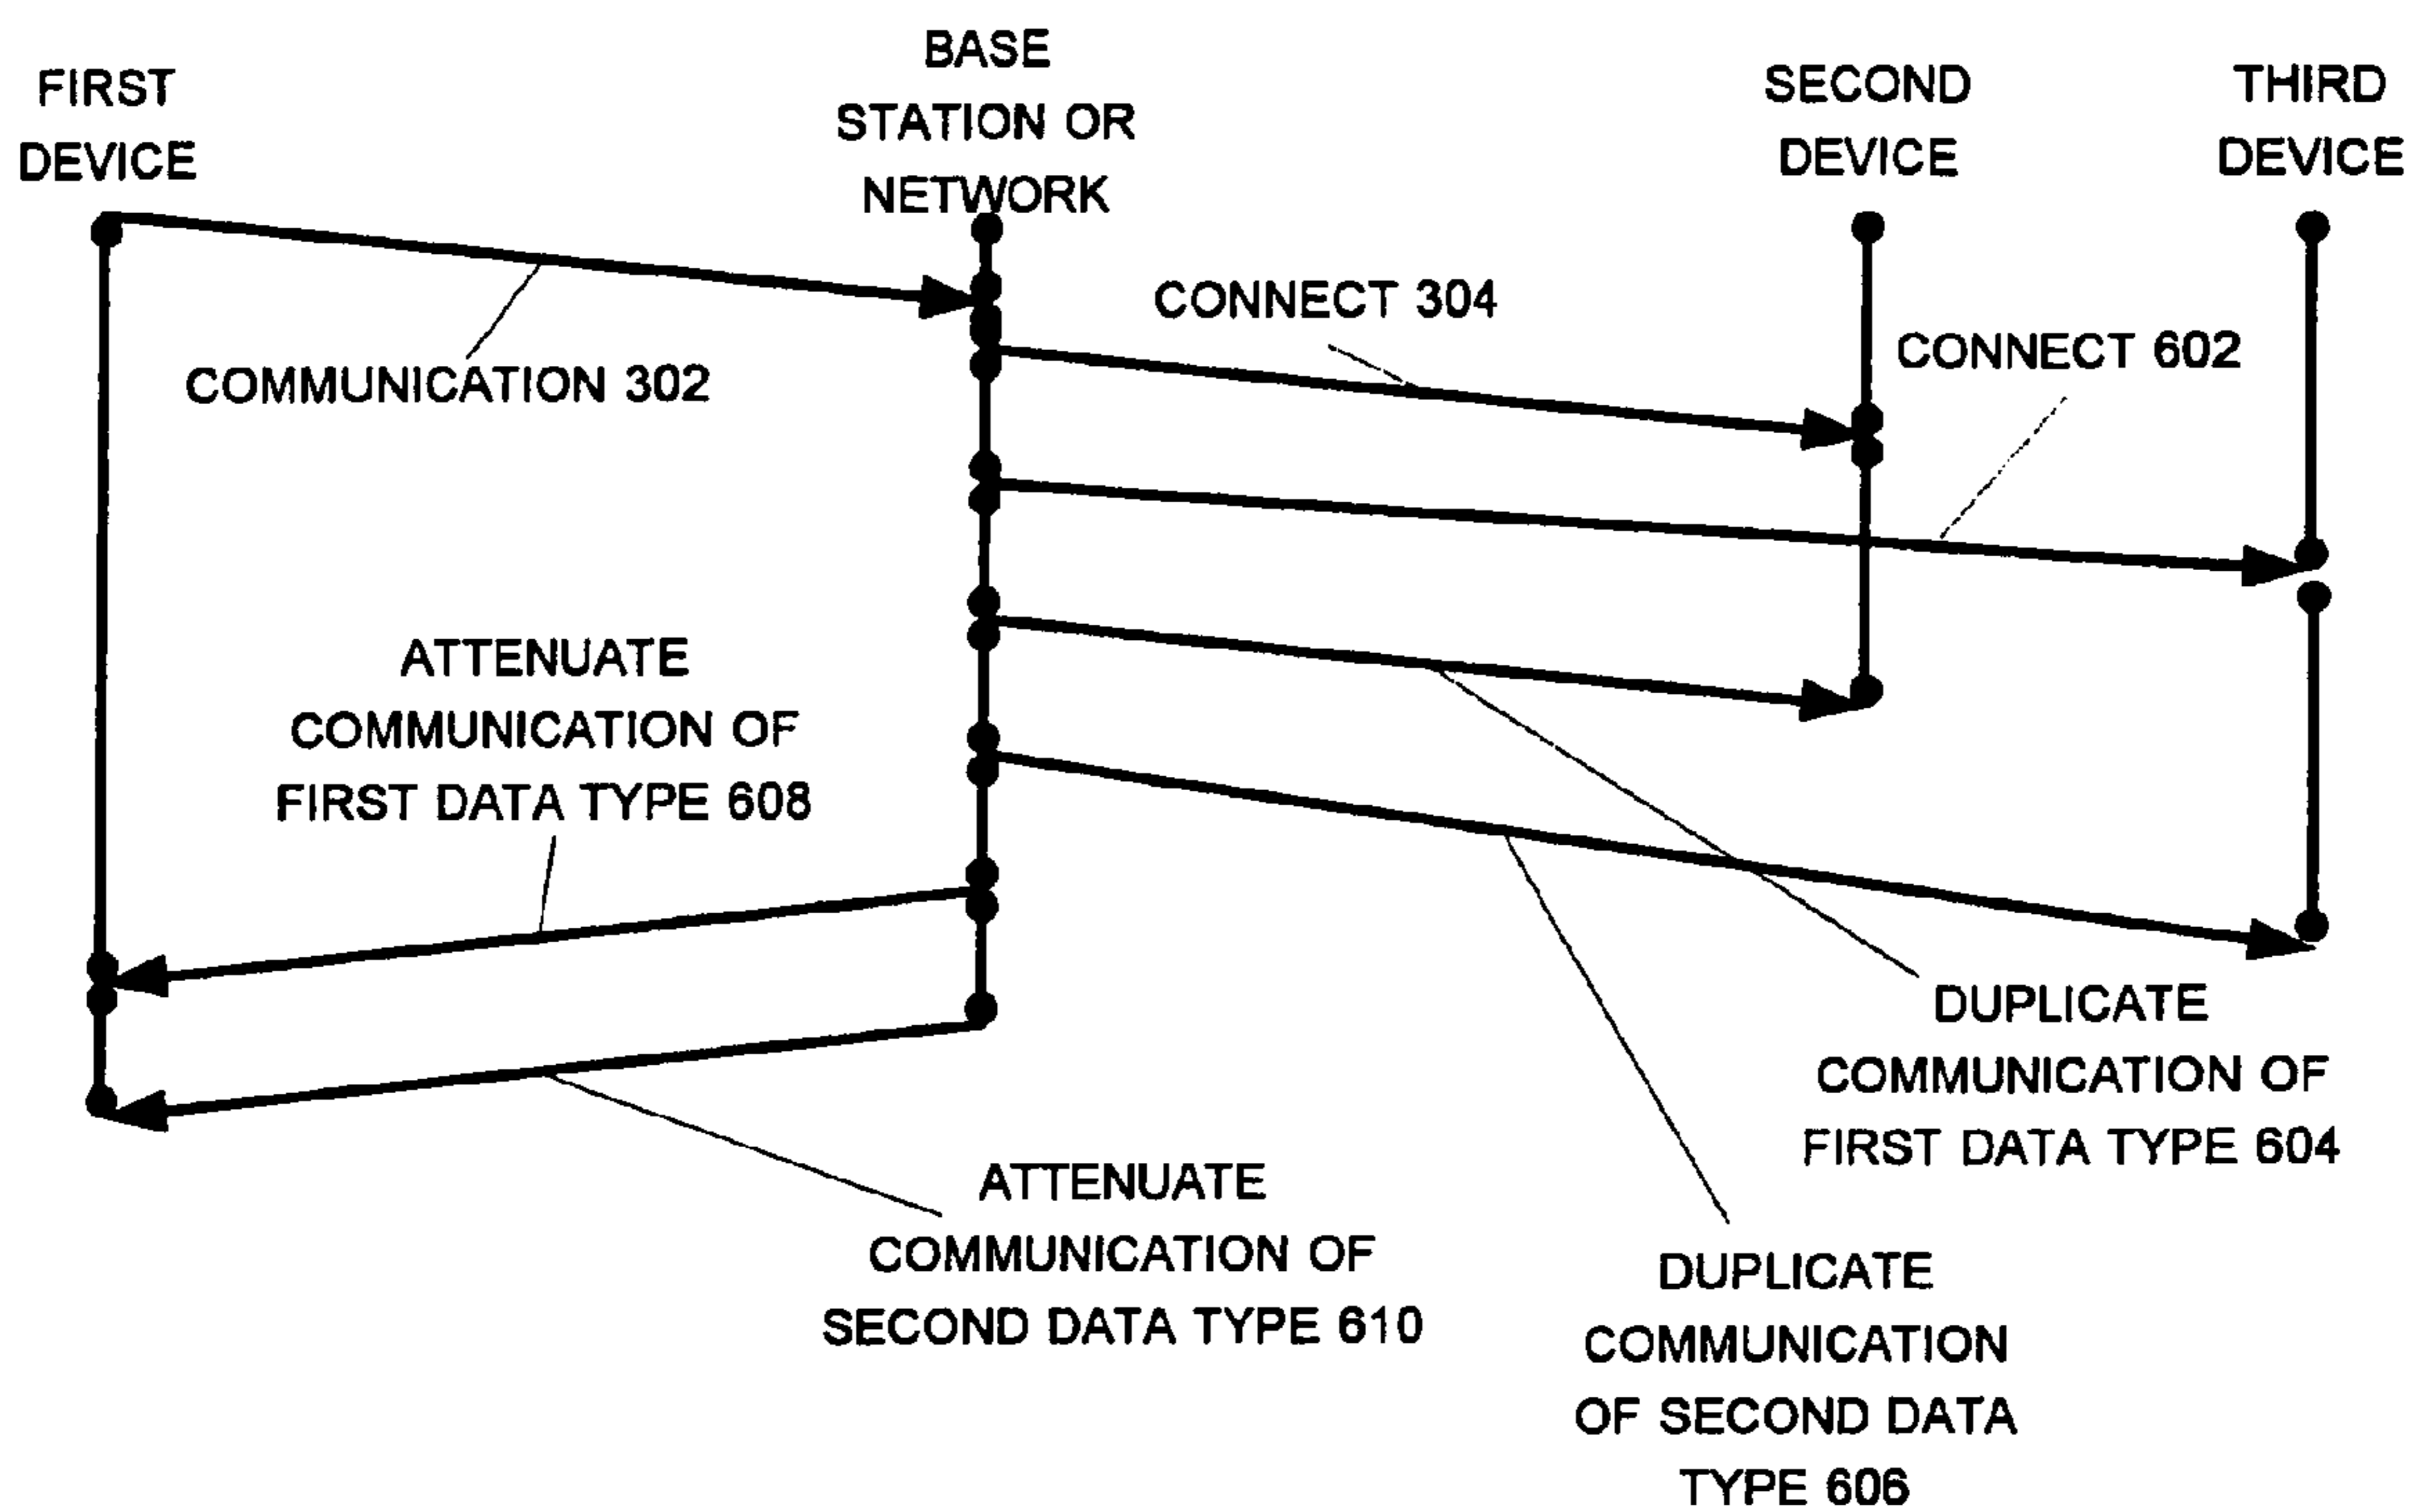 FIRST
DEVICE
BASE
STATION OR
NETWORK
SECOND
DEVICE
THIRD
DEVICE
COMMUNICATION 302
CONNECT 304
CONNECT 602
ATTENUATE
COMMUNICATION OF
FIRST DATA TYPE 608
DUPLICATE
COMMUNICATION OF
FIRST DATA TYPE 604
ATTENUATE
COMMUNICATION OF
SECOND DATA TYPE 610
DUPLICATE
COMMUNICATION
OF SECOND DATA
TYPE 606